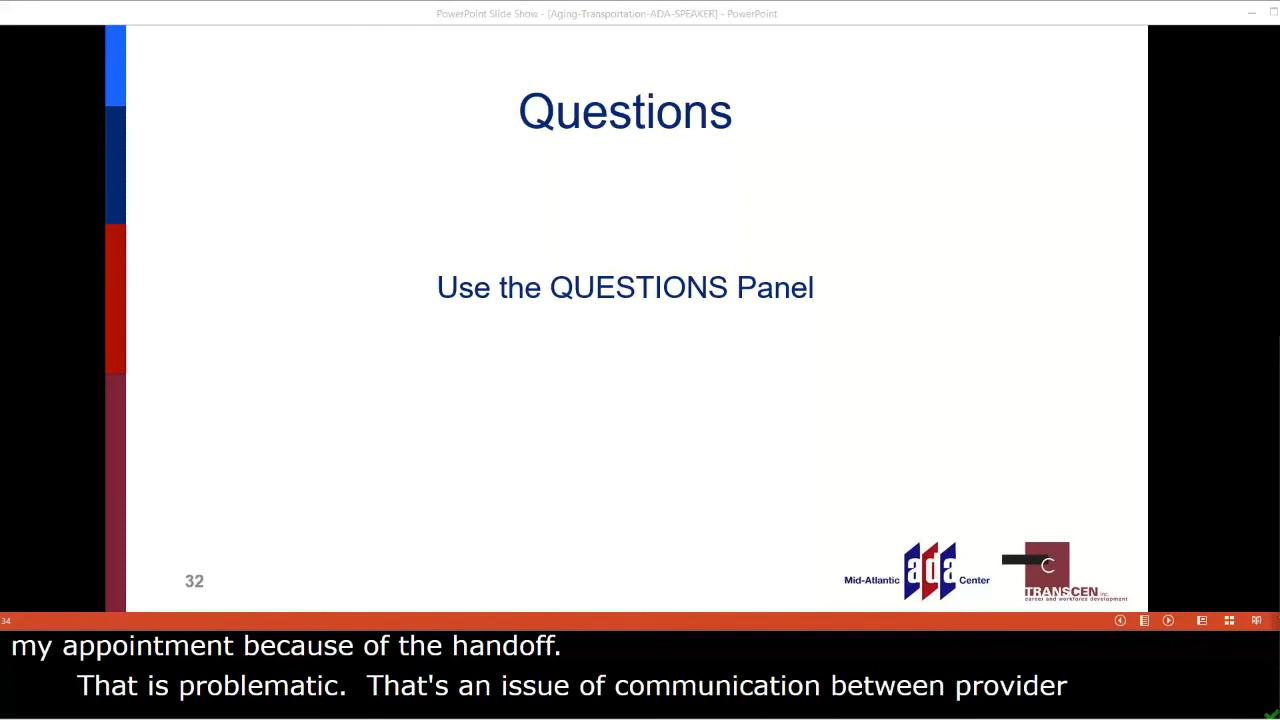 PowerPoint Slide Show - [Aging-Transportation-ADA-SPEAKER] - PowerPoint
Questions
Use the QUESTIONS Panel
Mid-Atlantic ada Center
C
TRANSCEN inc.
career and workforce development
32
34
my appointment because of the handoff.
That is problematic.  That's an issue of communication between provider